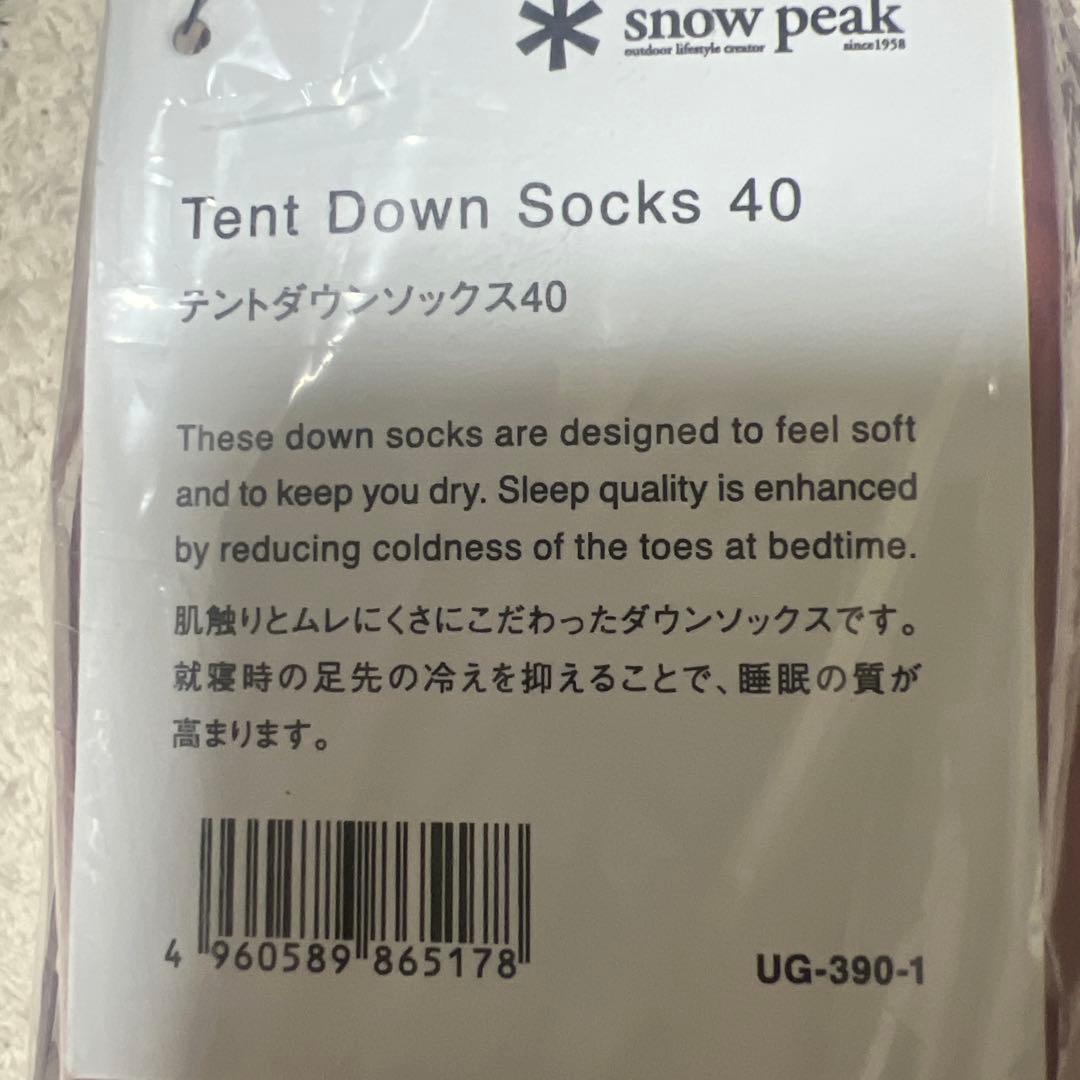 snow peak
outdoor lifestyle creator since1958
Tent Down Socks 40
テントダウンソックス40
These down socks are designed to feel soft
and to keep you dry. Sleep quality is enhanced
by reducing coldness of the toes at bedtime.
肌触りとムレにくさにこだわったダウンソックスです。
就寝時の足先の冷えを抑えることで、睡眠の質が
高まります。
4 960589 865178
UG-390-1